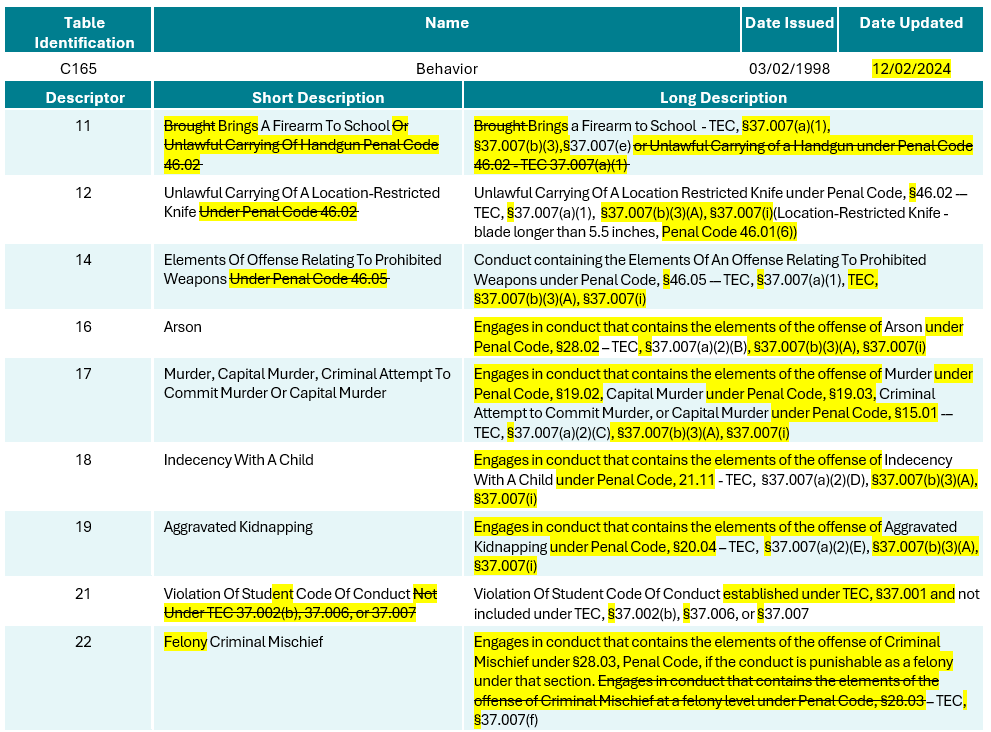 Table Name Date Issued Date Updated
Identification
C165 Behavior 03/02/1998 12/02/2024
Descriptor Short Description Long Description
11 Brought Brings A Firearm To School Or Brought Brings a Firearm to School - TEC, §37.007(a)(1),
Unlawful Carrying Of Handgun Penal Code §37.007(b)(3),§37.007(e) or Unlawful Carrying of a Handgun under Penal Code
46.02 46.02 - TEC 37.007(a)(1)
12 Unlawful Carrying Of A Location-Restricted Unlawful Carrying Of A Location Restricted Knife under Penal Code, §46.02 –-
Knife Under Penal Code 46.02 TEC, §37.007(a)(1), §37.007(b)(3)(A), §37.007(i)(Location-Restricted Knife -
blade longer than 5.5 inches, Penal Code 46.01(6))
14 Elements Of Offense Relating To Prohibited Conduct containing the Elements Of An Offense Relating To Prohibited
Weapons Under Penal Code 46.05 Weapons under Penal Code, §46.05 –- TEC, §37.007(a)(1), TEC,
§37.007(b)(3)(A), §37.007(i)
16 Arson Engages in conduct that contains the elements of the offense of Arson under
Penal Code, §28.02 – TEC, §37.007(a)(2)(B), §37.007(b)(3)(A), §37.007(i)
17 Murder, Capital Murder, Criminal Attempt To Engages in conduct that contains the elements of the offense of Murder under
Commit Murder Or Capital Murder Penal Code, §19.02, Capital Murder under Penal Code, §19.03, Criminal
Attempt to Commit Murder, or Capital Murder under Penal Code, §15.01 –-
TEC, §37.007(a)(2)(C), §37.007(b)(3)(A), §37.007(i)
18 Indecency With A Child Engages in conduct that contains the elements of the offense of Indecency
With A Child under Penal Code, 21.11 - TEC, §37.007(a)(2)(D), §37.007(b)(3)(A),
§37.007(i)
19 Aggravated Kidnapping Engages in conduct that contains the elements of the offense of Aggravated
Kidnapping under Penal Code, §20.04 – TEC, §37.007(a)(2)(E), §37.007(b)(3)(A),
§37.007(i)
21 Violation Of Student Code Of Conduct Not Violation Of Student Code Of Conduct established under TEC, §37.001 and not
Under TEC 37.002(b), 37.006, or 37.007 included under TEC, §37.002(b), §37.006, or §37.007
22 Felony Criminal Mischief Engages in conduct that contains the elements of the offense of Criminal
Mischief under §28.03, Penal Code, if the conduct is punishable as a felony
under that section. Engages in conduct that contains the elements of the
offense of Criminal Mischief at a felony level under Penal Code, §28.03 – TEC,
§37.007(f)